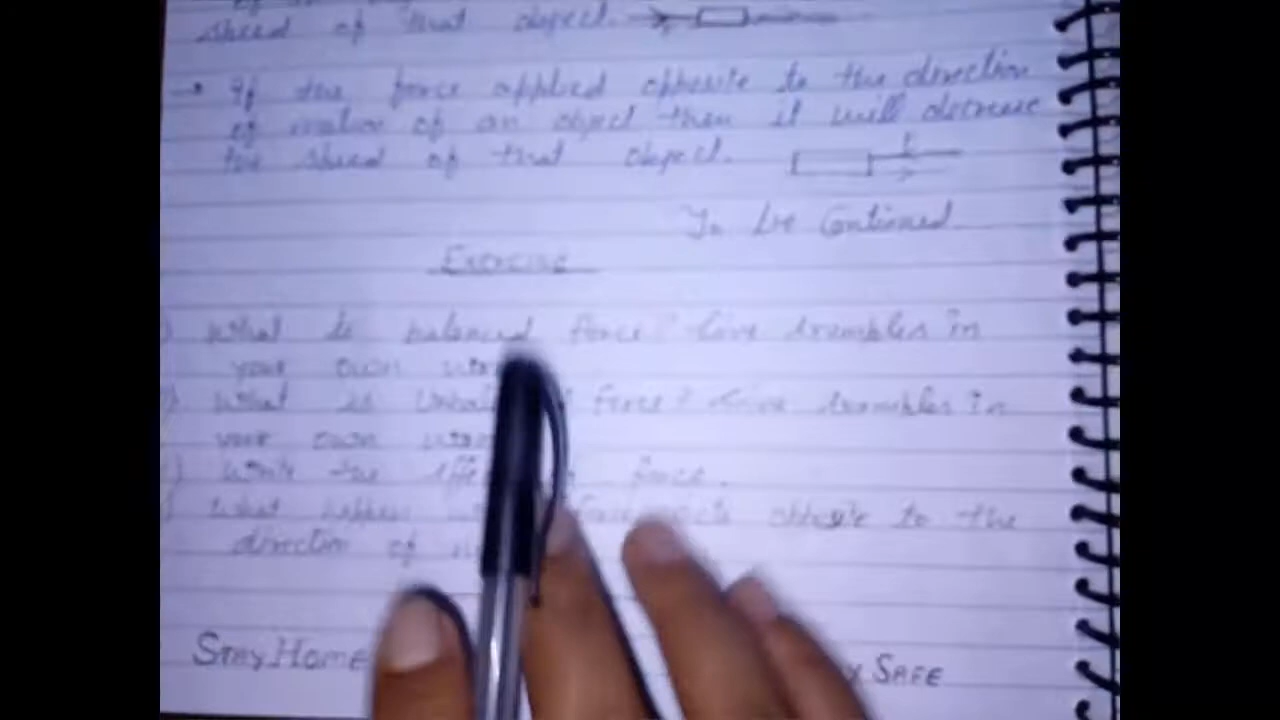 speed of that object.
→ If the force applied opposite to the direction
of motion of an object then it will decrease
the speed of that object. F
To be Continued
Exercise
) What is balanced force? Give examples in
your own
) What is force? Give examples in
your own
) Write the force.
) What happen opposite to the
direction of
STAY HOME SAFE